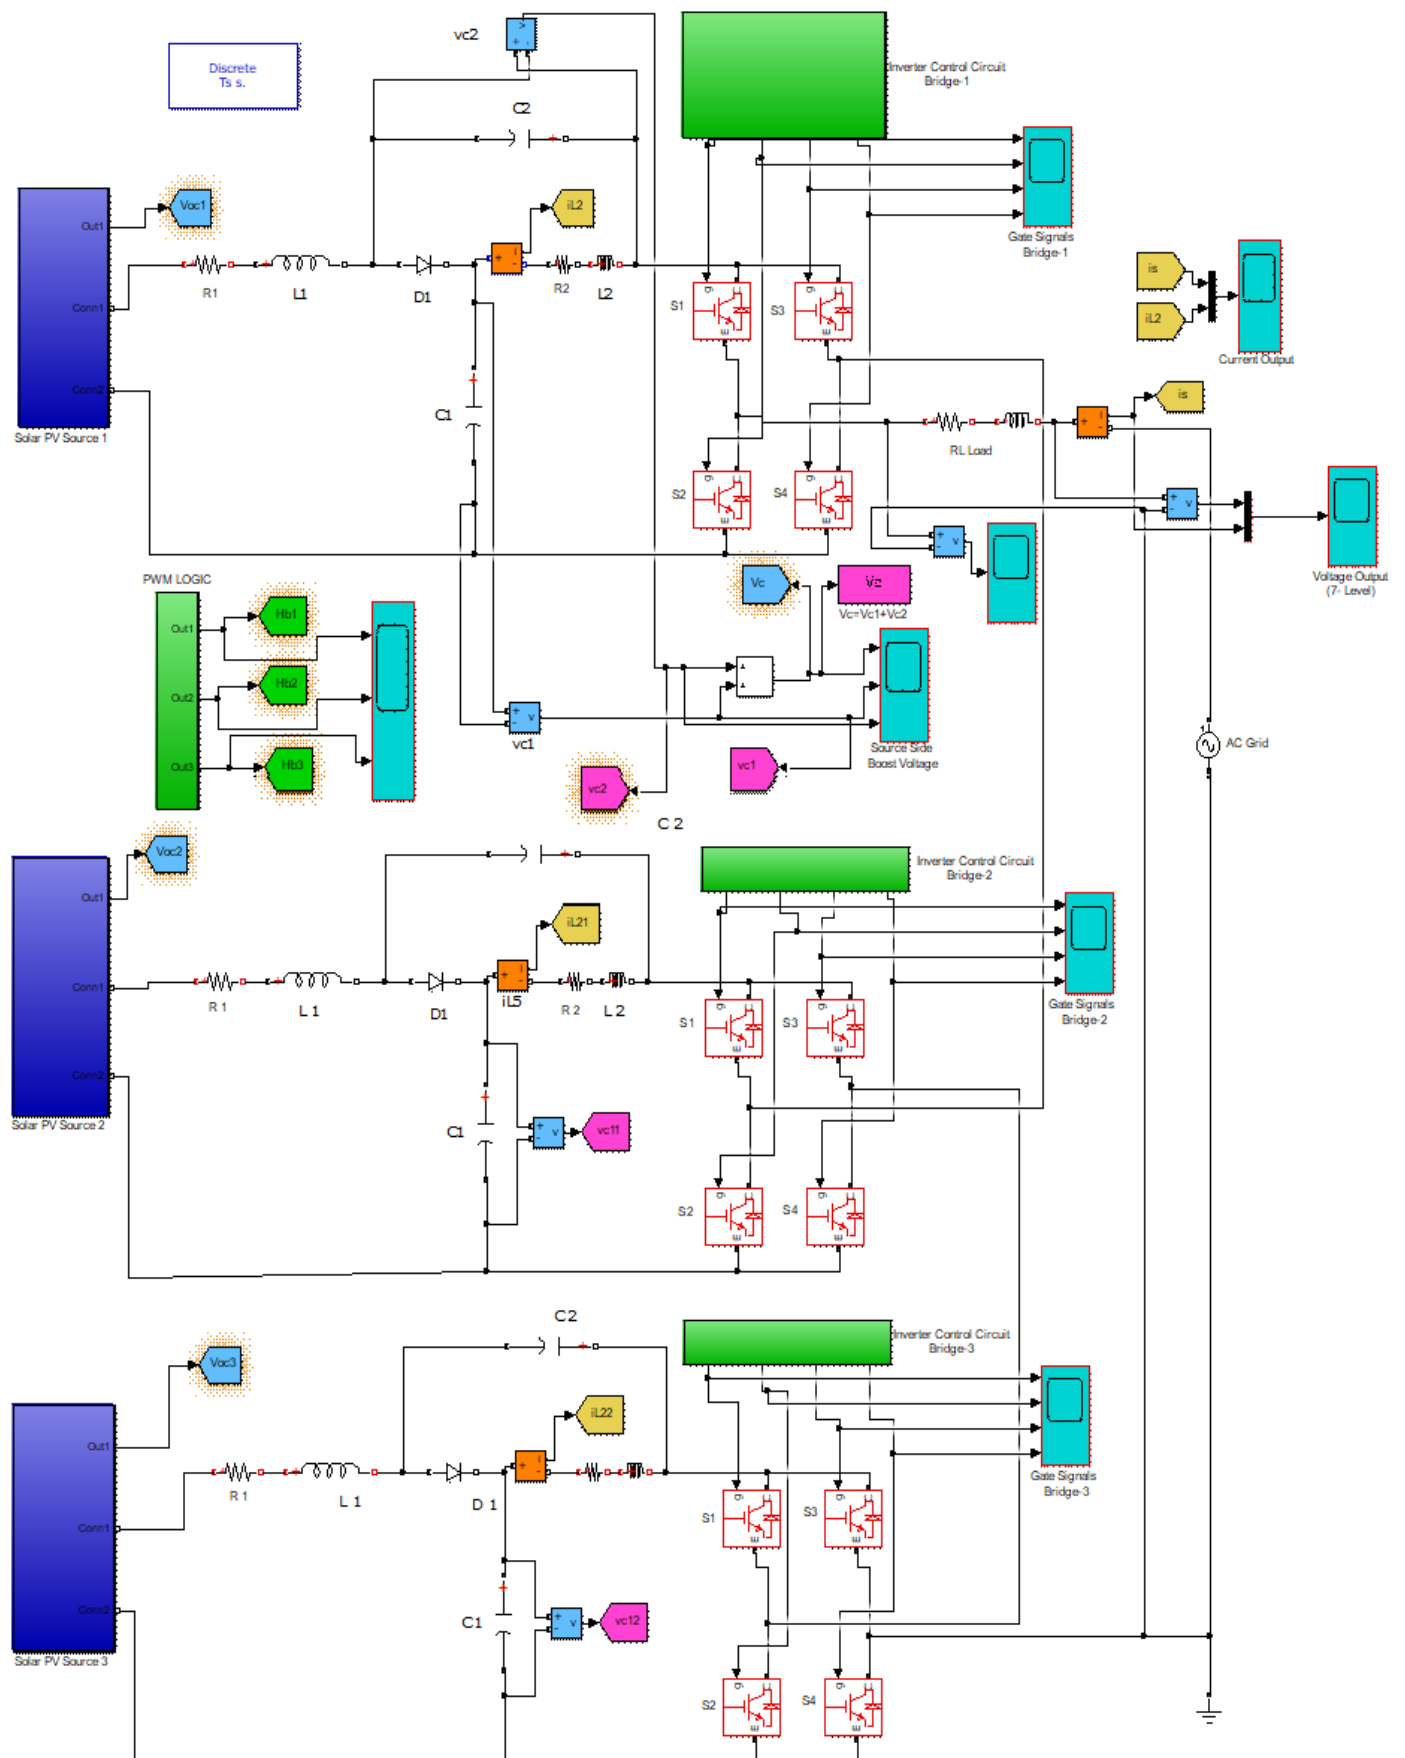 vc2
Discrete
Ts s.
C2
Inverter Control Circuit
Bridge-1
Gate Signals
Bridge-1
Voc1
Out1
Conn1
Conn2
Solar PV Source 1
R1
L1
D1
iL2
R2
L2
C1
S1
S3
S2
S4
g
C
E
g
C
E
g
C
E
g
C
E
is
iL2
Current Output
is
RL Load
Voltage Output
(7- Level)
PWM LOGIC
Out1
Out2
Out3
Hb1
Hb2
Hb3
Vc
Vc
Vc=Vc1+Vc2
vc1
vc2
vc1
Source Side
Boost Voltage
AC Grid
C 2
Voc2
Out1
Conn1
Conn2
Solar PV Source 2
R 1
L 1
D1
iL21
iL5
R 2
L 2
C1
v
vc11
Inverter Control Circuit
Bridge-2
Gate Signals
Bridge-2
S1
S3
S2
S4
g
C
E
g
C
E
g
C
E
g
C
E
C 2
Voc3
Out1
Conn1
Conn2
Solar PV Source 3
R 1
L 1
D 1
iL22
C1
v
vc12
Inverter Control Circuit
Bridge-3
Gate Signals
Bridge-3
S1
S3
S2
S4
g
C
E
g
C
E
g
C
E
g
C
E